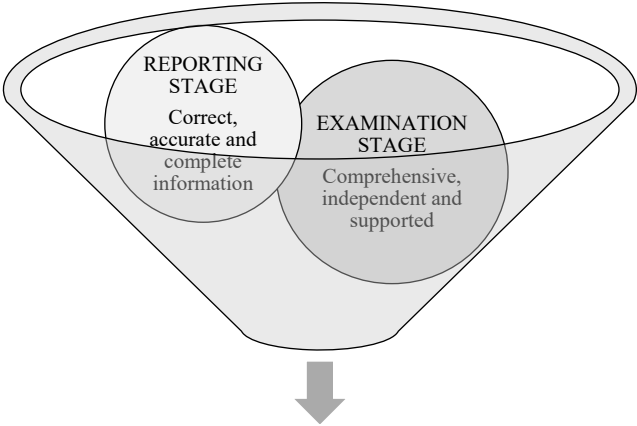 REPORTING
STAGE
Correct,
accurate and
complete
information
EXAMINATION
STAGE
Comprehensive,
independent and
supported